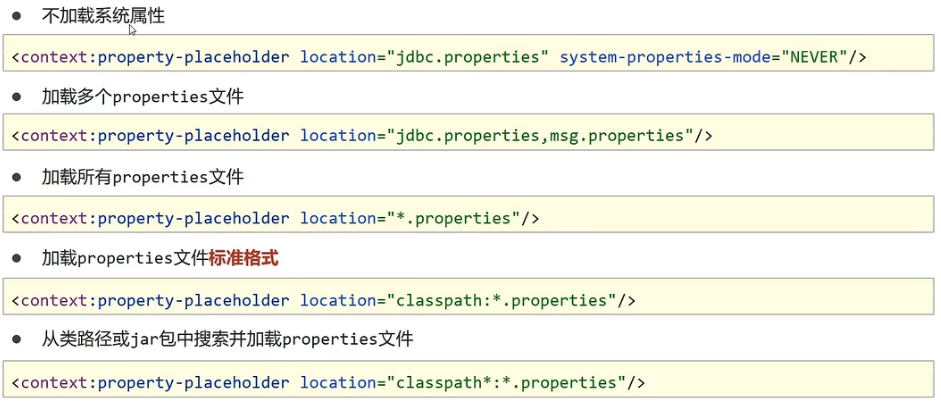 ● 不加载系统属性
<context:property-placeholder location="jdbc.properties" system-properties-mode="NEVER"/>
● 加载多个properties文件
<context:property-placeholder location="jdbc.properties,msg.properties"/>
● 加载所有properties文件
<context:property-placeholder location="*.properties"/>
● 加载properties文件标准格式
<context:property-placeholder location="classpath:*.properties"/>
● 从类路径或jar包中搜索并加载properties文件
<context:property-placeholder location="classpath*:*.properties"/>